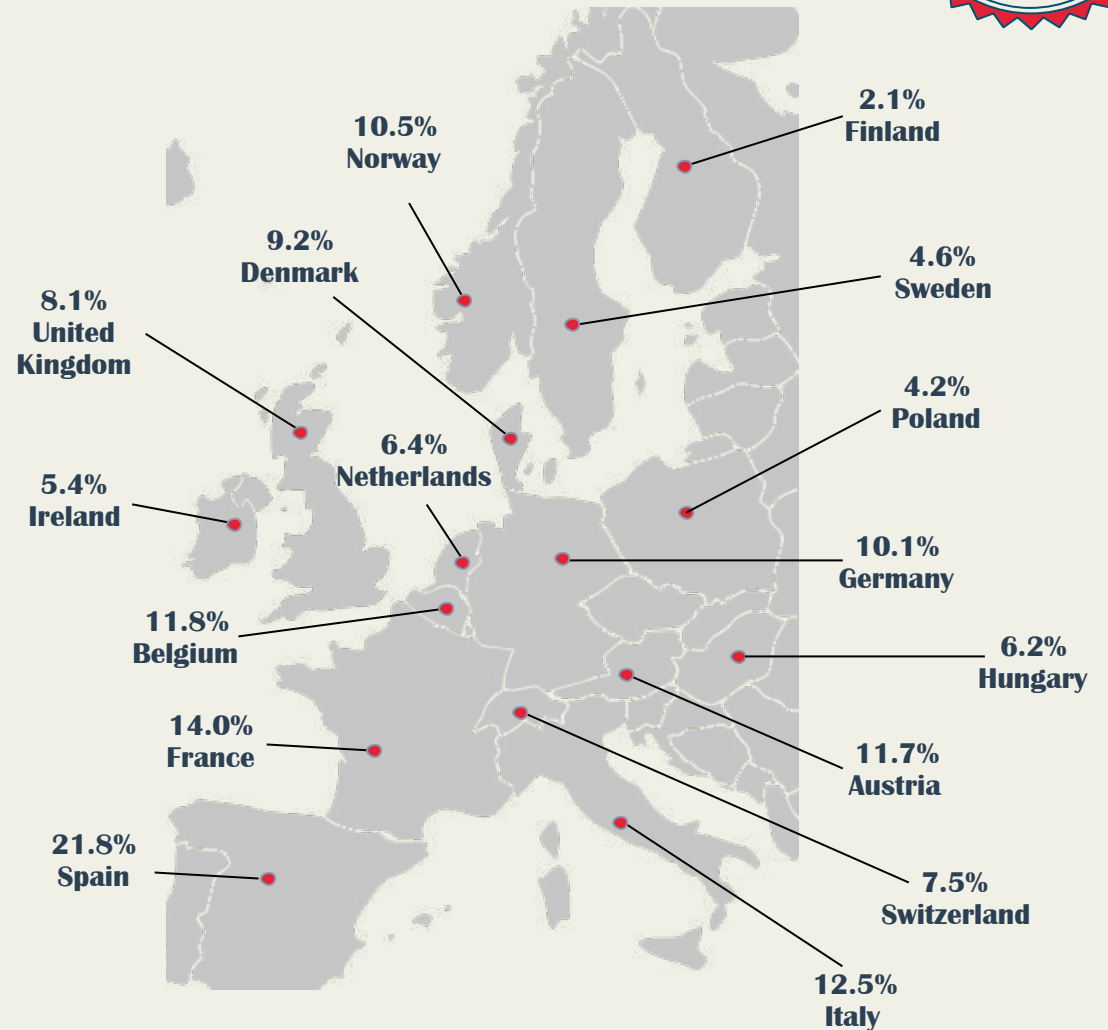 2.1%
Finland
10.5%
Norway
9.2%
Denmark
4.6%
Sweden
8.1%
United
Kingdom
4.2%
Poland
6.4%
Netherlands
5.4%
Ireland
10.1%
Germany
11.8%
Belgium
6.2%
Hungary
14.0%
France
11.7%
Austria
21.8%
Spain
7.5%
Switzerland
12.5%
Italy